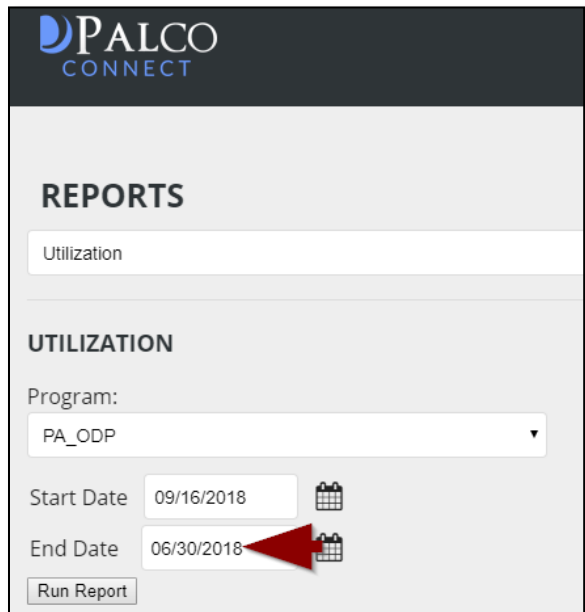 PALCO
CONNECT
REPORTS
Utilization
UTILIZATION
Program:
PA_ODP
Start Date 09/16/2018
End Date 06/30/2018
Run Report